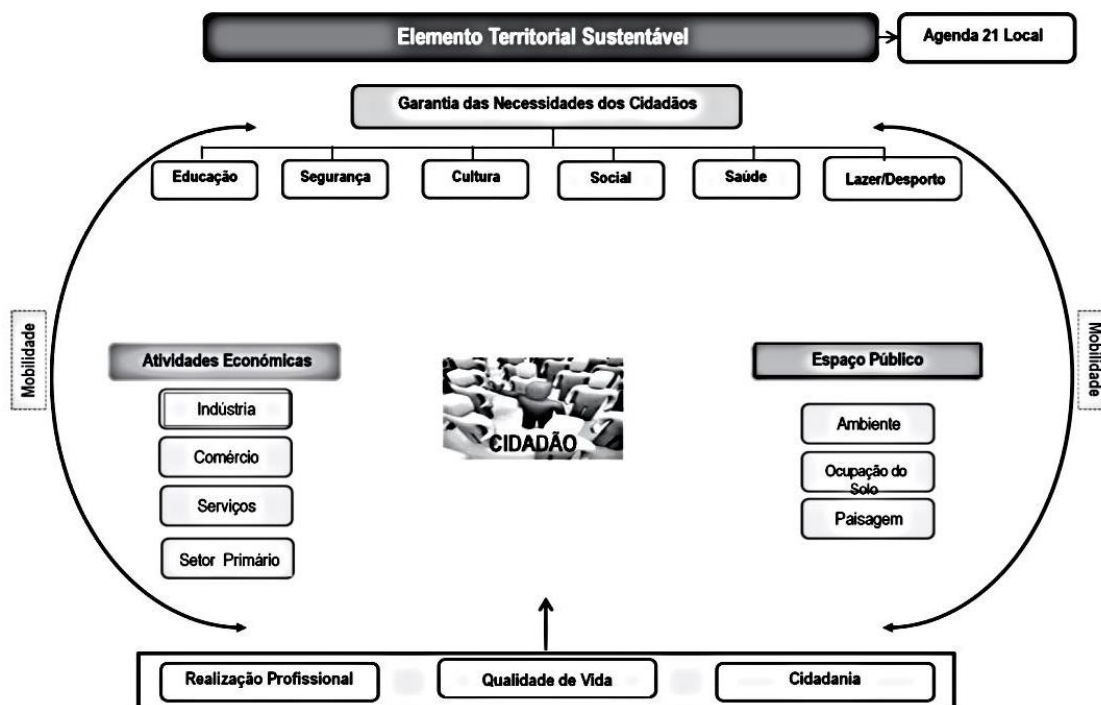 Elemento Territorial Sustentável
Agenda 21 Local
Garantia das Necessidades dos Cidadãos
Educação
Segurança
Cultura
Social
Saúde
Lazer/Desporto
Mobilidade
Atividades Económicas
Indústria
Comércio
Serviços
Setor Primário
CIDADÃO
Espaço Público
Ambiente
Ocupação do
Solo
Paisagem
Mobilidade
Realização Profissional
Qualidade de Vida
Cidadania